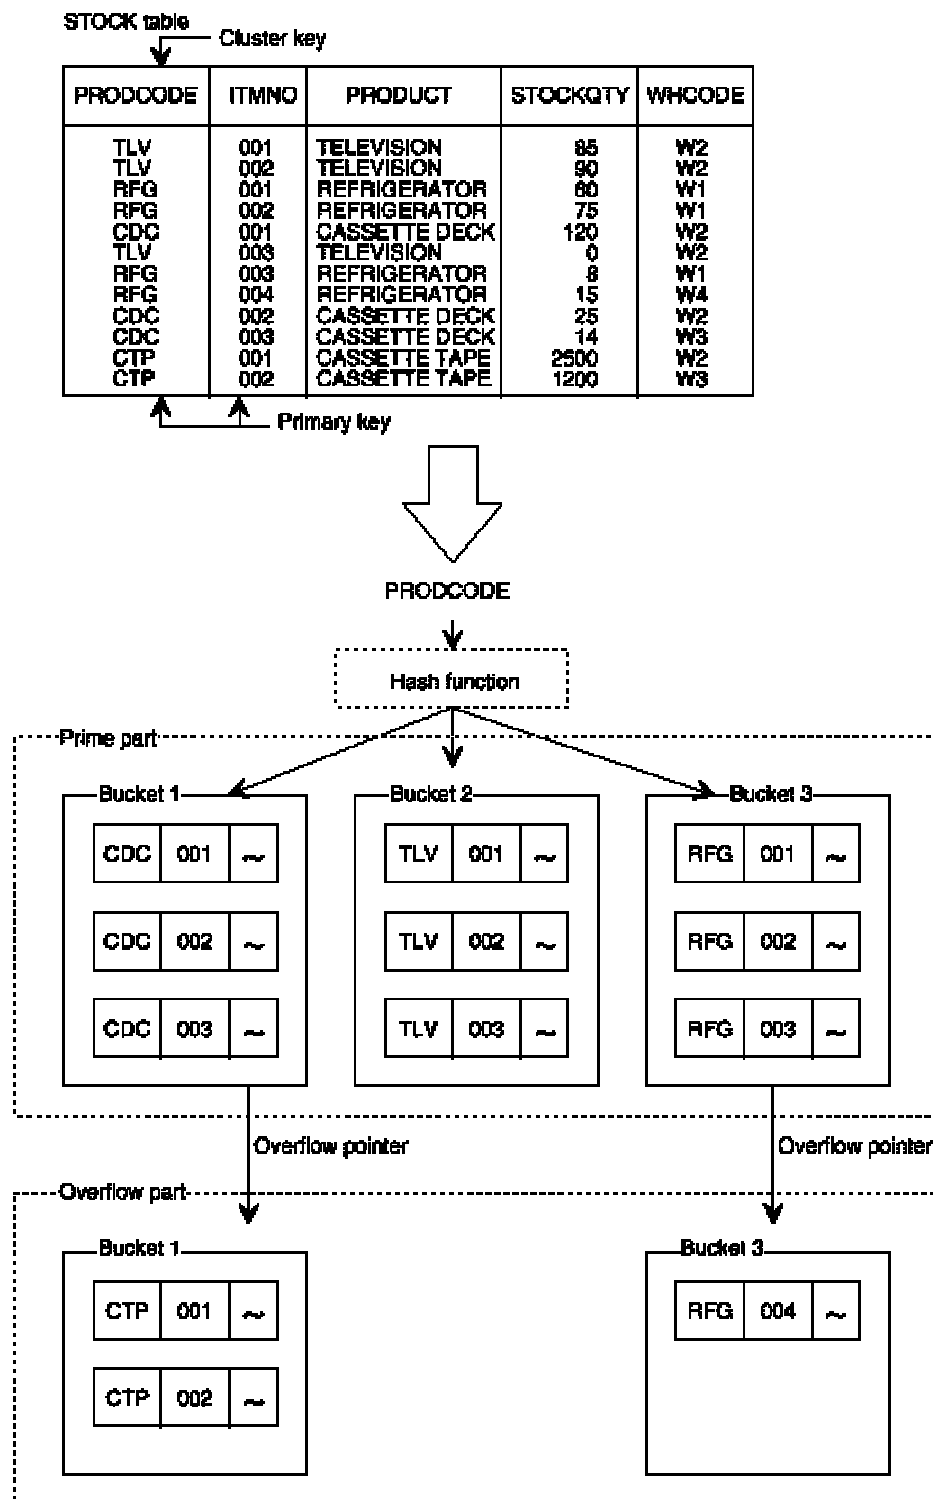 STOCK table
Cluster key
PRODCODE ITMNO PRODUCT STOCKQTY WHCODE
TLV 001 TELEVISION 85 W2
TLV 002 TELEVISION 90 W2
RFG 001 REFRIGERATOR 60 W1
RFG 002 REFRIGERATOR 75 W1
CDC 001 CASSETTE DECK 120 W2
TLV 003 TELEVISION 0 W2
RFG 003 REFRIGERATOR 8 W1
RFG 004 REFRIGERATOR 15 W4
CDC 002 CASSETTE DECK 25 W2
CDC 003 CASSETTE DECK 14 W3
CTP 001 CASSETTE TAPE 2500 W2
CTP 002 CASSETTE TAPE 1200 W3
Primary key
PRODCODE
Hash function
Prime part
Bucket 1 Bucket 2 Bucket 3
CDC 001 ~ TLV 001 ~ RFG 001 ~
CDC 002 ~ TLV 002 ~ RFG 002 ~
CDC 003 ~ TLV 003 ~ RFG 003 ~
Overflow pointer Overflow pointer
Overflow part
Bucket 1 Bucket 3
CTP 001 ~ RFG 004 ~
CTP 002 ~